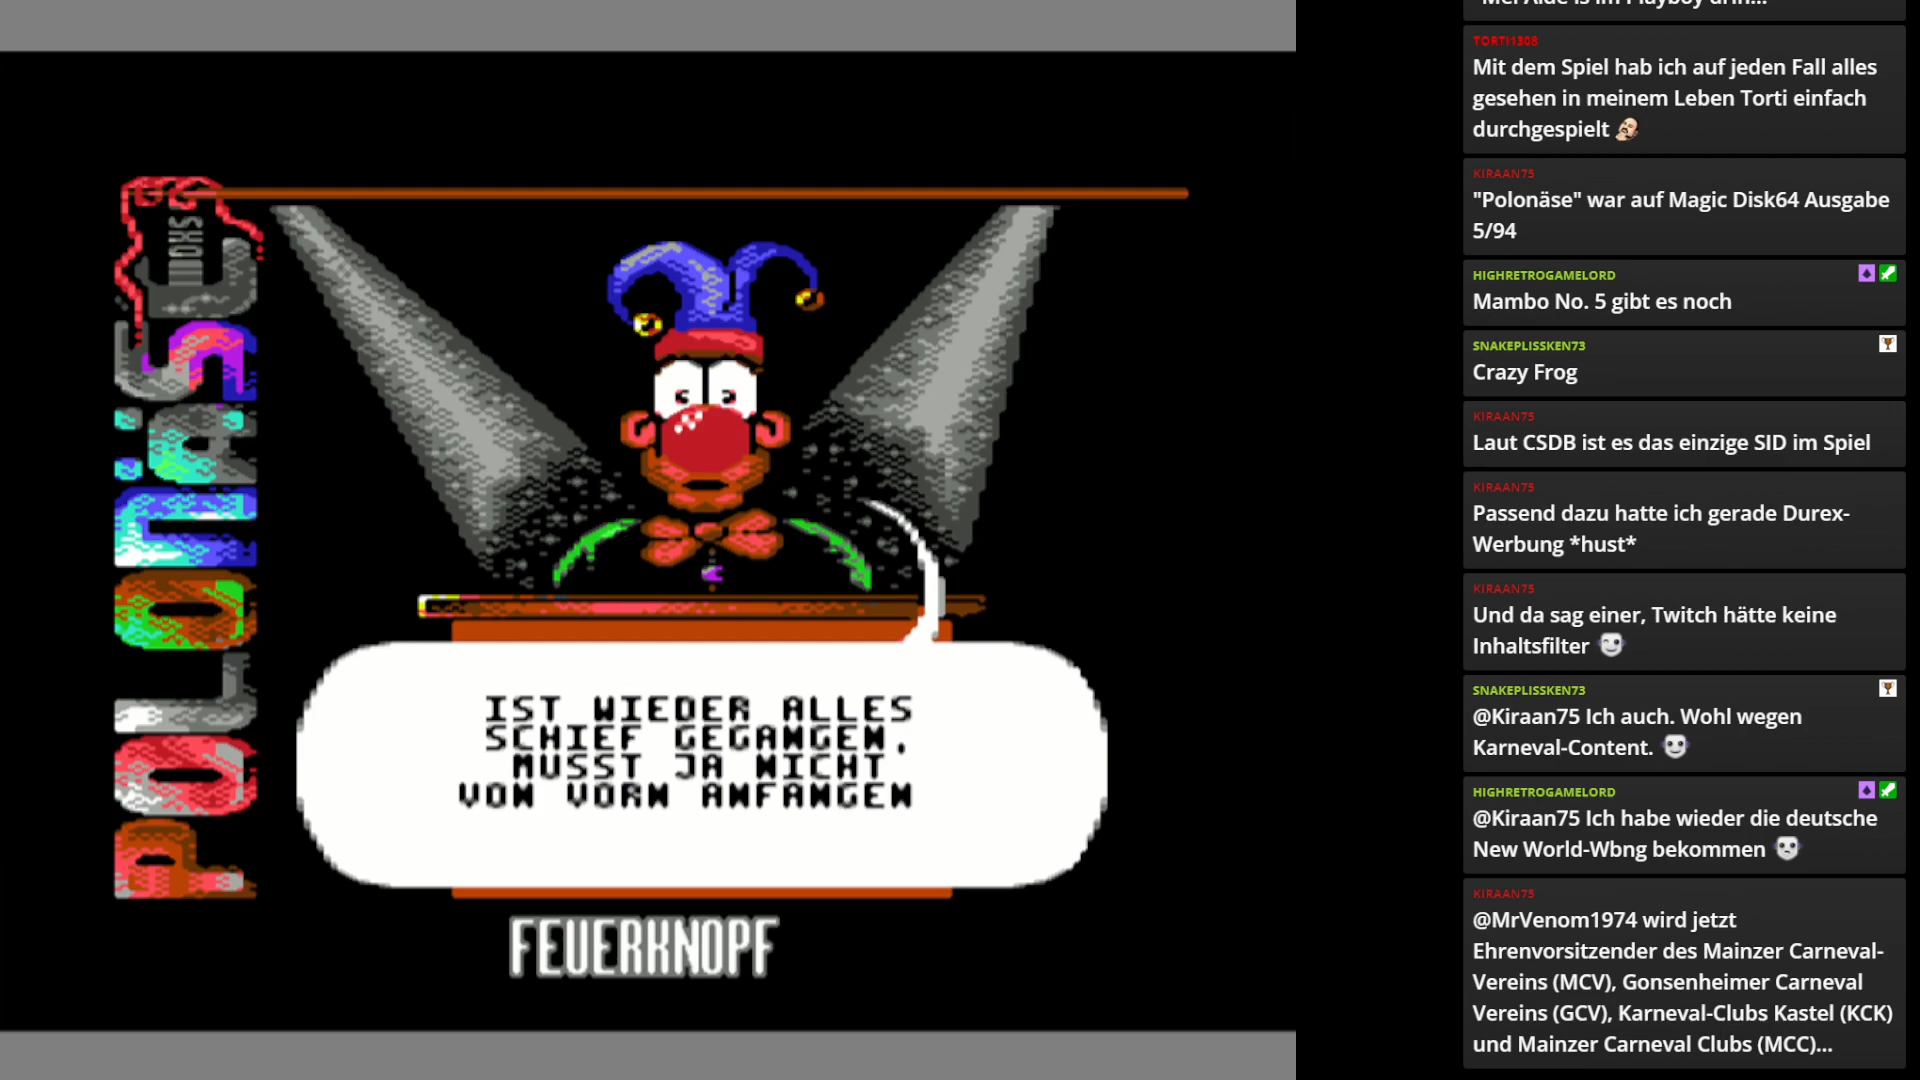 POLONÄSE
SHOW
IST WIEDER ALLES
SCHIEF GEGANGEN.
MUSST JA NICHT
VON VORN ANFANGEN
FEUERKNOPF
TORTI1308
Mit dem Spiel hab ich auf jeden Fall alles
gesehen in meinem Leben Torti einfach
durchgespielt
KIRAAN75
"Polonäse" war auf Magic Disk64 Ausgabe
5/94
HIGHRETROGAMELORD
Mambo No. 5 gibt es noch
SNAKEPLISSKEN73
Crazy Frog
KIRAAN75
Laut CSDB ist es das einzige SID im Spiel
KIRAAN75
Passend dazu hatte ich gerade Durex-
Werbung *hust*
KIRAAN75
Und da sag einer, Twitch hätte keine
Inhaltsfilter
SNAKEPLISSKEN73
@Kiraan75 Ich auch. Wohl wegen
Karneval-Content.
HIGHRETROGAMELORD
@Kiraan75 Ich habe wieder die deutsche
New World-Wbng bekommen
KIRAAN75
@MrVenom1974 wird jetzt
Ehrenvorsitzender des Mainzer Carneval-
Vereins (MCV), Gonsenheimer Carneval
Vereins (GCV), Karneval-Clubs Kastel (KCK)
und Mainzer Carneval Clubs (MCC)...